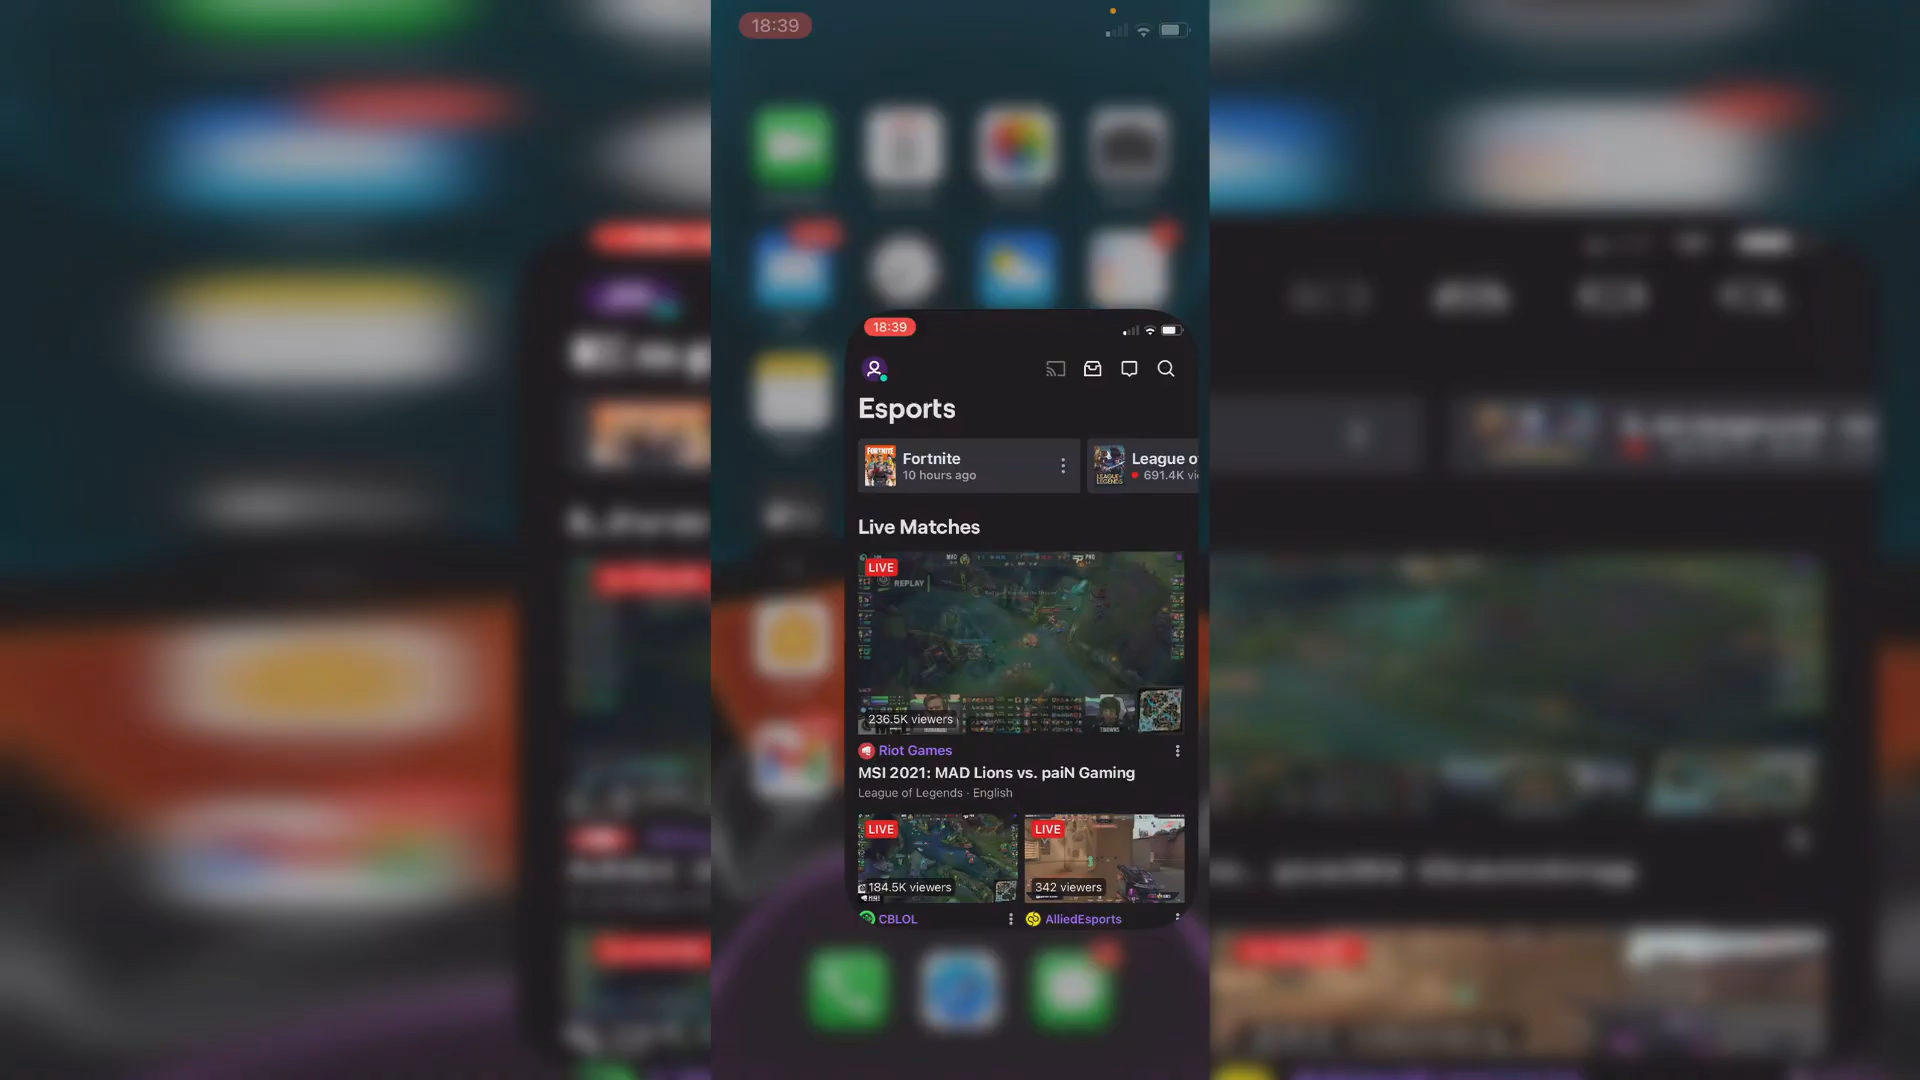 18:39
18:39
Esports
Fortnite
10 hours ago
League o
691.4K vi
Live Matches
LIVE
MAD
PNG
REPLAY
236.5K viewers
Riot Games
MSI 2021: MAD Lions vs. paiN Gaming
League of Legends · English
LIVE
184.5K viewers
LIVE
342 viewers
CBLOL
AlliedEsports